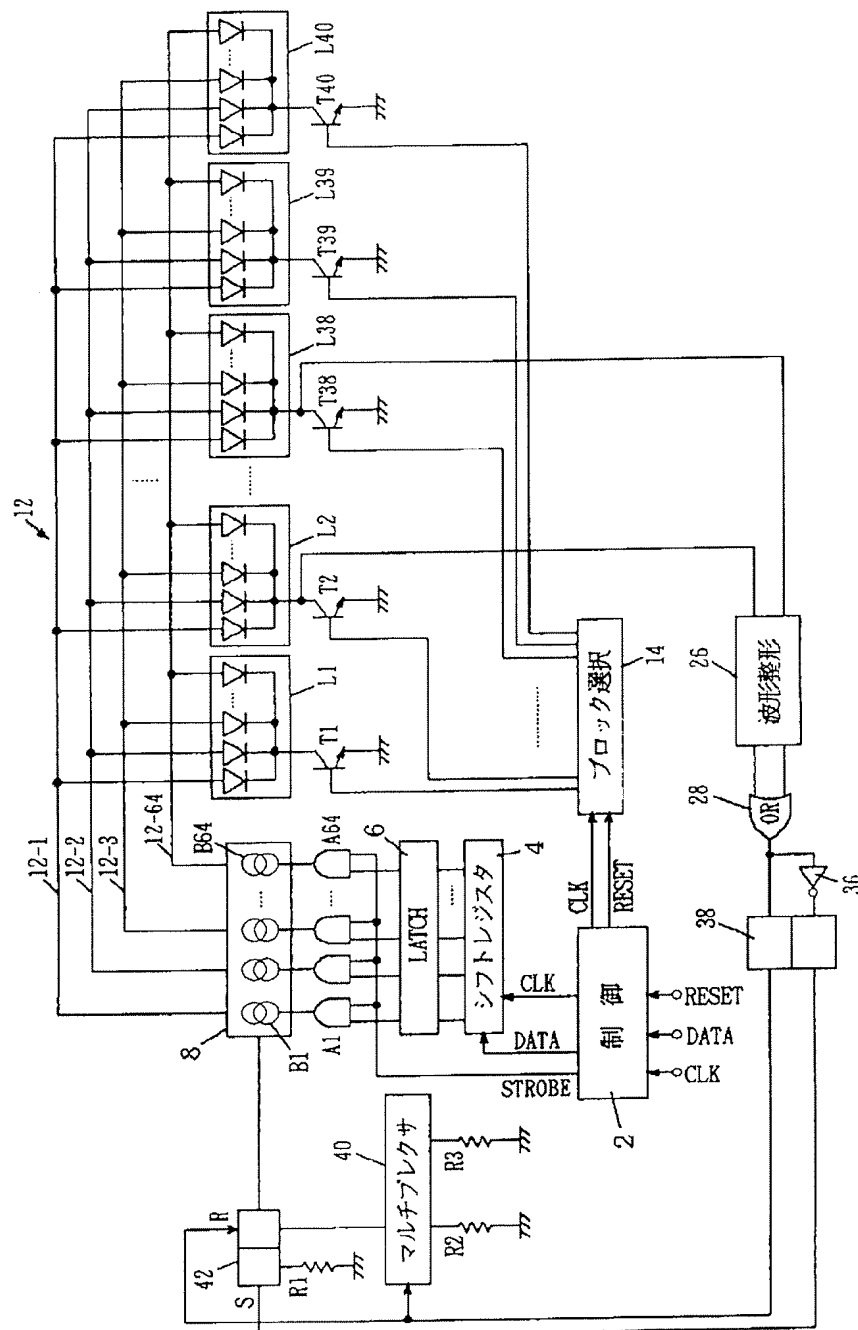 12
12-1
12-2
12-3
12-64
L1
L2
L38
L39
L40
T1
T2
T38
T39
T40
8
B1
B64
A1
A64
6
LATCH
4
シフトレジスタ
CLK
DATA
STROBE
制御
2
CLK
DATA
RESET
CLK
RESET
ブロック選択
14
波形整形
26
28
OR
36
38
42
S
R
R1
40
マルチプレクサ
R2
R3